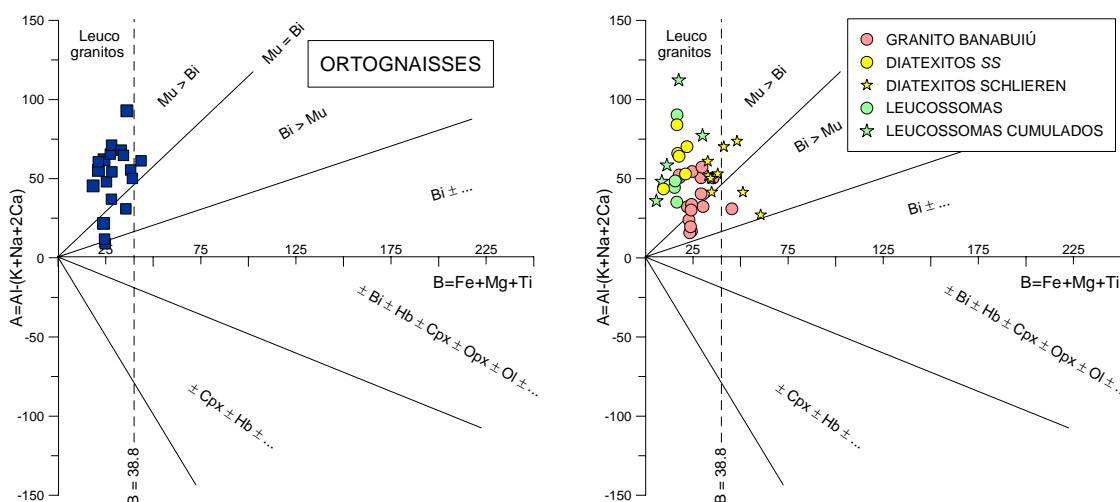 150
100
50
0
-50
-100
-150
A=Al-(K+Na+2Ca)
Leuco
granitos
Mu > Bi
Mu = Bi
ORTOGNAISSES
Bi > Mu
Bi ± ...
25
75
125
175
225
B=Fe+Mg+Ti
± Bi ± Hb ± Cpx ± Opx ± Ol ± ...
± Cpx ± Hb ± ...
B = 38.8
150
100
50
0
-50
-100
-150
A=Al-(K+Na+2Ca)
Leuco
granitos
Mu > Bi
GRANITO BANABUIÚ
DIATEXITOS SS
DIATEXITOS SCHLIEREN
LEUCOSSOMAS
LEUCOSSOMAS CUMULADOS
Bi > Mu
Bi ± ...
25
75
125
175
225
B=Fe+Mg+Ti
± Bi ± Hb ± Cpx ± Opx ± Ol ± ...
± Cpx ± Hb ± ...
B = 38.8